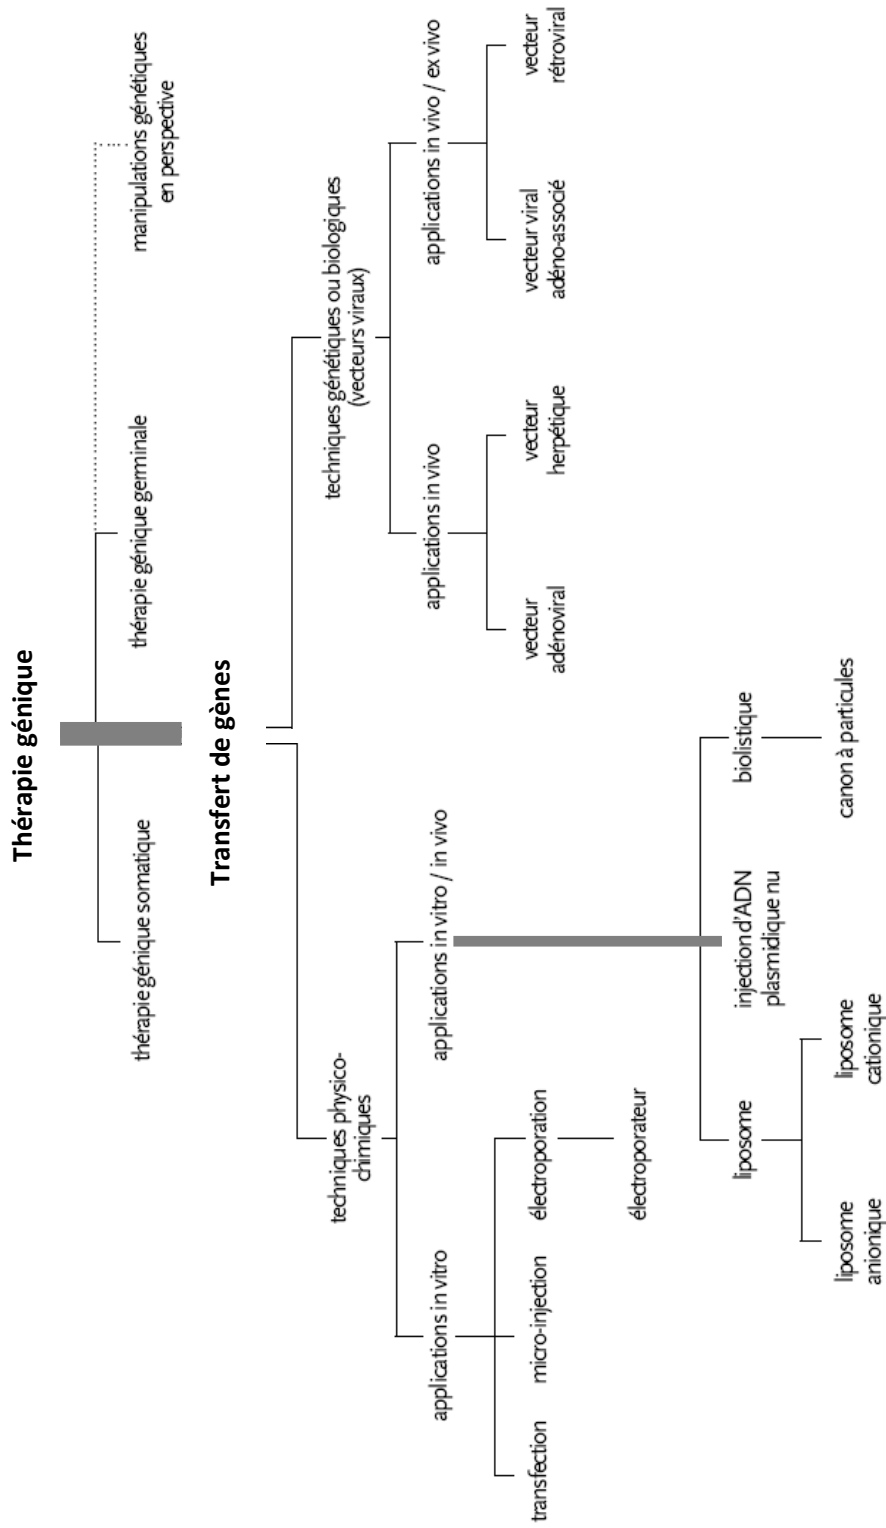 Thérapie génique
thérapie génique somatique
thérapie génique germinale
manipulations génétiques
en perspective
Transfert de gènes
techniques physico-
chimiques
techniques génétiques ou biologiques
(vecteurs viraux)
applications in vitro
applications in vitro / in vivo
applications in vivo
applications in vivo / ex vivo
transfection
micro-injection
électroporation
vecteur
adénoviral
vecteur
herpétique
vecteur viral
adéno-associé
vecteur
rétroviral
électroporateur
liposome
injection d'ADN
plasmidique nu
biolistique
liposome
anionique
liposome
cationique
canon à particules